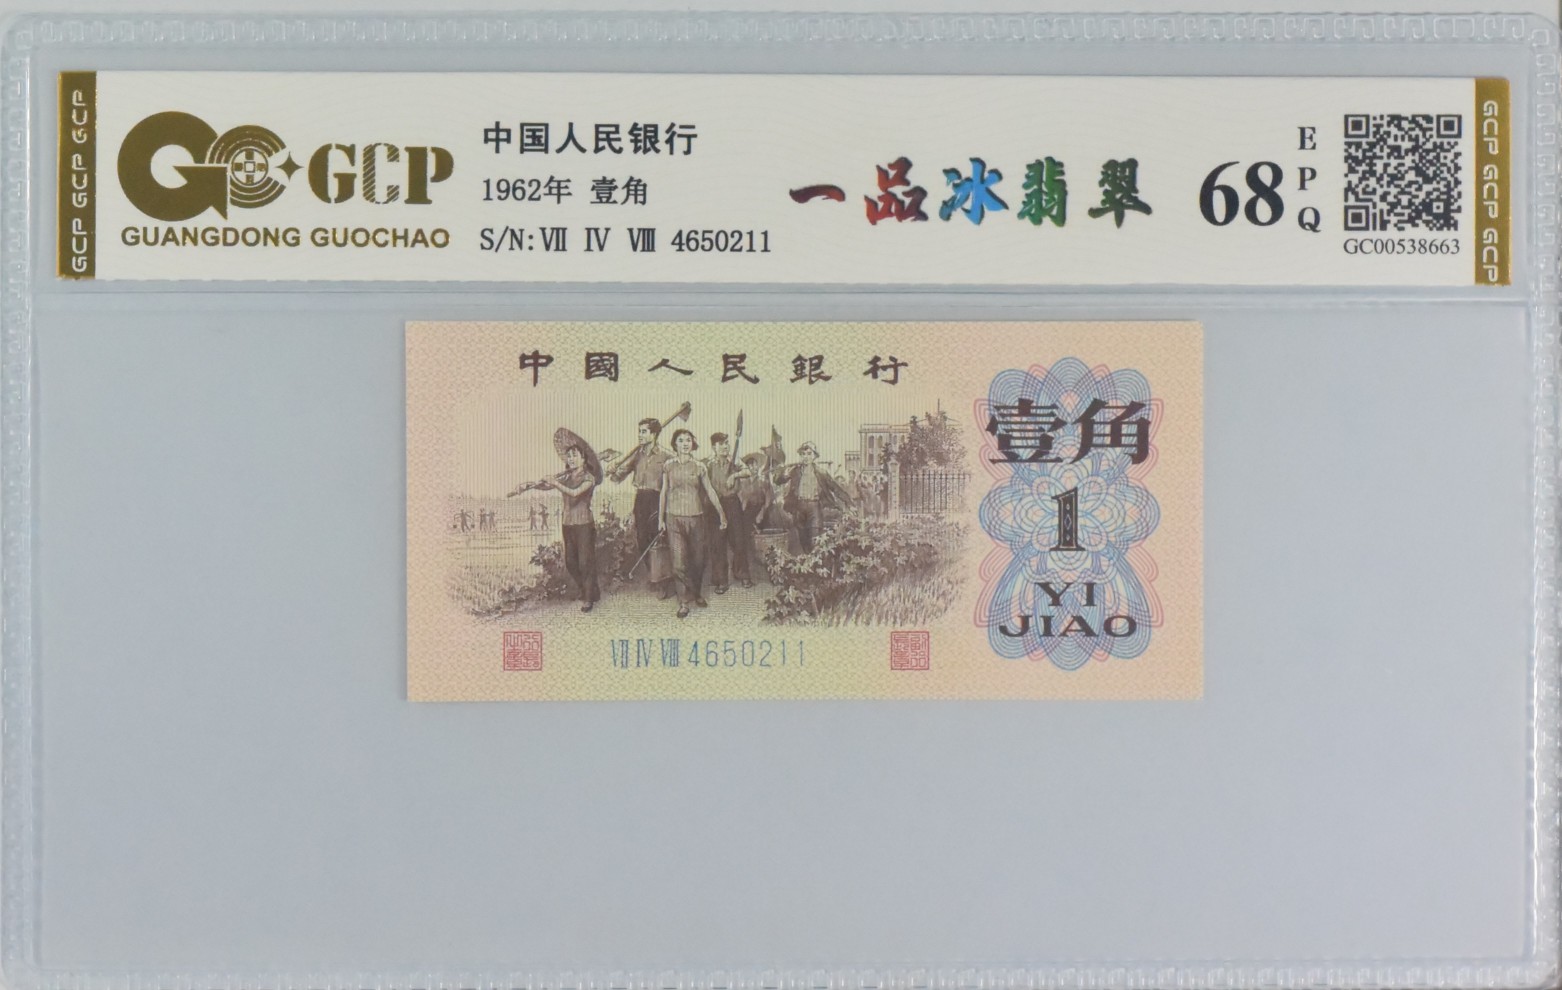 GCP GCP GCP
GCP
GUANGDONG GUOCHAO
中国人民银行
1962年 壹角
S/N:Ⅶ Ⅳ Ⅷ 4650211
一品冰翡翠
68
EPQ
GC00538663
GCP GCP GCP
中國人民銀行
壹角
1
YI
JIAO
Ⅶ Ⅳ Ⅷ 4650211